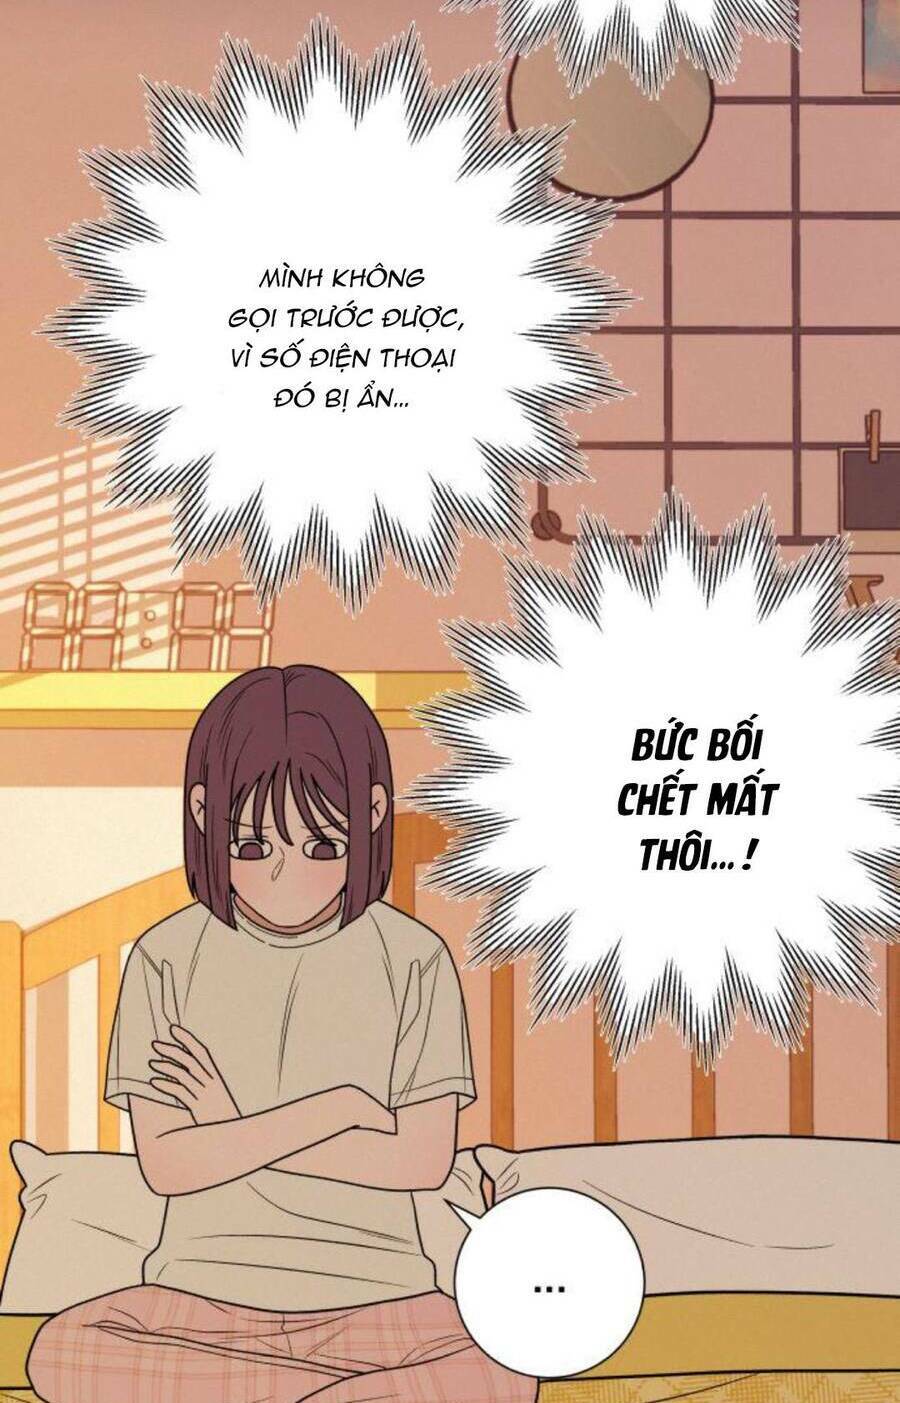 MÌNH KHÔNG
GỌI TRƯỚC ĐƯỢC,
VÌ SỐ ĐIỆN THOẠI
ĐÓ BỊ ẨN...
BỨC BỐI
CHẾT MẤT
THÔI...!
...